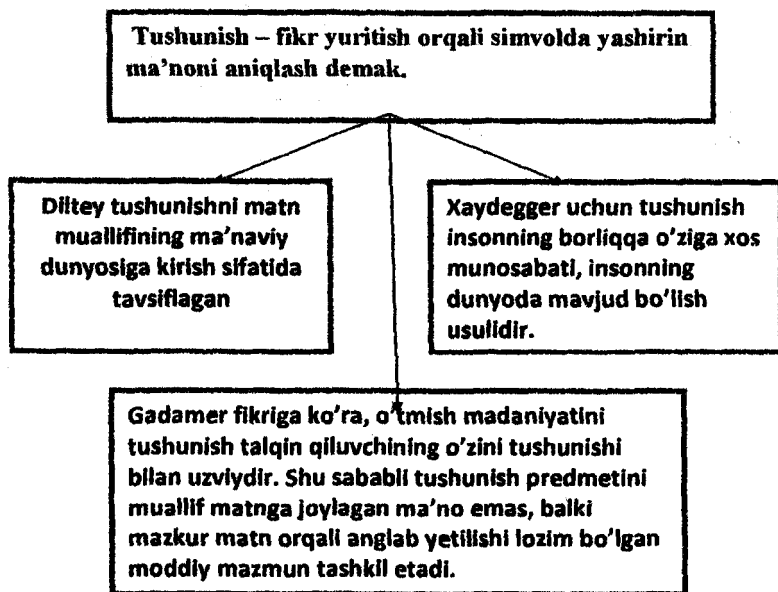 Tushunish – fikr yuritish orqali simvolda yashirin
ma'noni aniqlash demak.
Diltey tushunishni matn
muallifining ma'naviy
dunyosiga kirish sifatida
tavsiflagan
Xaydegger uchun tushunish
insonning borliqqa o'ziga xos
munosabati, insonning
dunyoda mavjud bo'lish
usulidir.
Gadamer fikriga ko'ra, o'tmish madaniyatini
tushunish talqin qiluvchining o'zini tushunishi
bilan uzviydir. Shu sababli tushunish predmetini
muallif matnga joylagan ma'no emas, balki
mazkur matn orqali anglab yetilishi lozim bo'lgan
moddiy mazmun tashkil etadi.